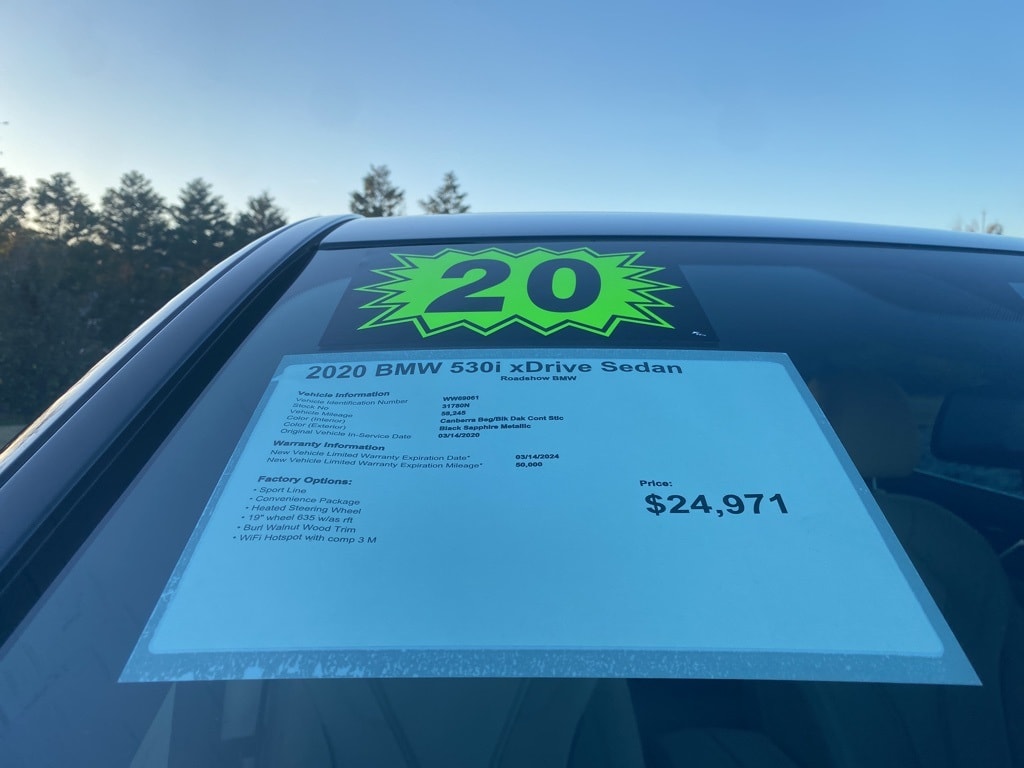 20
2020 BMW 530i xDrive Sedan
Roadshow BMW
Vehicle Information
Vehicle Identification Number WW69061
Stock No 31780N
Vehicle Mileage 58,245
Color (Interior) Canberra Beg/Blk Dak Cont Stic
Color (Exterior) Black Sapphire Metallic
Original Vehicle In-Service Date 03/14/2020
Warranty Information
New Vehicle Limited Warranty Expiration Date* 03/14/2024
New Vehicle Limited Warranty Expiration Mileage* 50,000
Factory Options:
• Sport Line
• Convenience Package
• Heated Steering Wheel
• 19" wheel 635 w/as rft
• Burl Walnut Wood Trim
• WiFi Hotspot with comp 3 M
Price:
$24,971